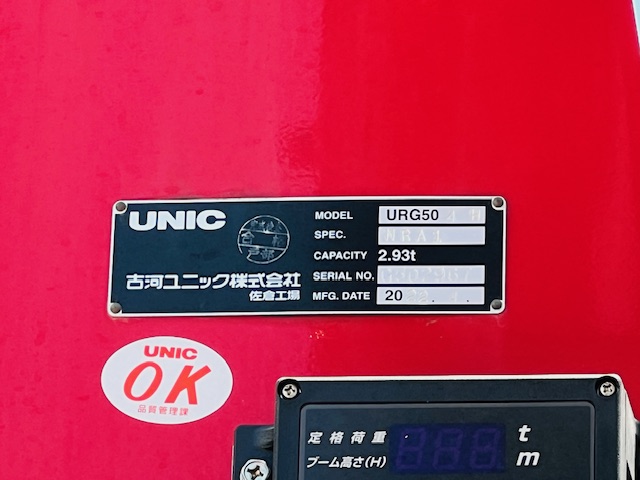 UNIC
古河ユニック株式会社
佐倉工場
MODEL URG50
SPEC.
CAPACITY 2.93t
SERIAL NO.
MFG. DATE 20
UNIC
OK
品質管理課
定格荷重 t
ブーム高さ(H) m